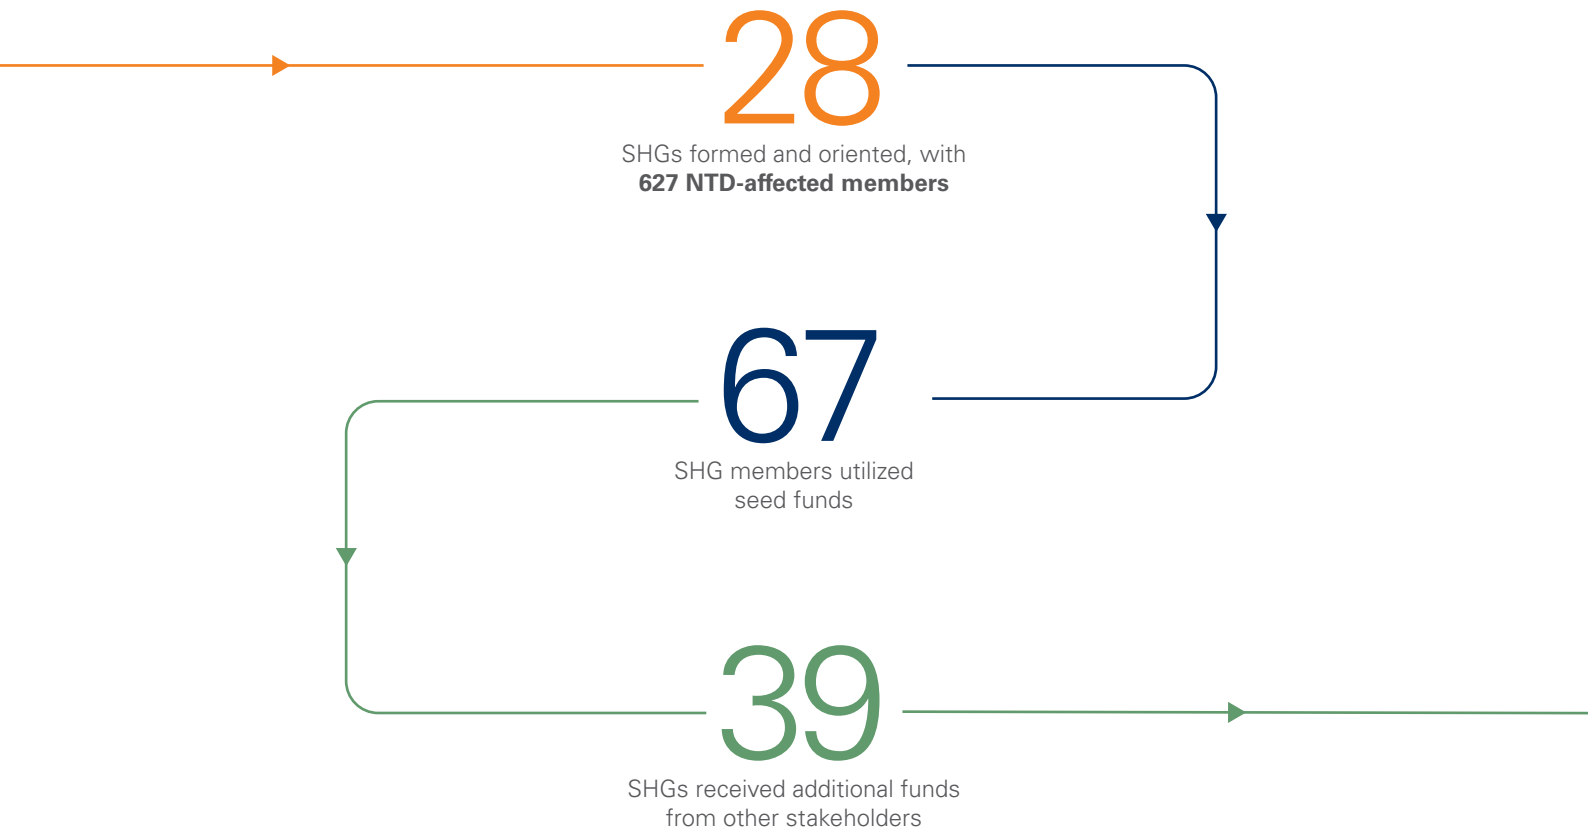 28
SHGs formed and oriented, with
627 NTD-affected members
67
SHG members utilized
seed funds
39
SHGs received additional funds
from other stakeholders